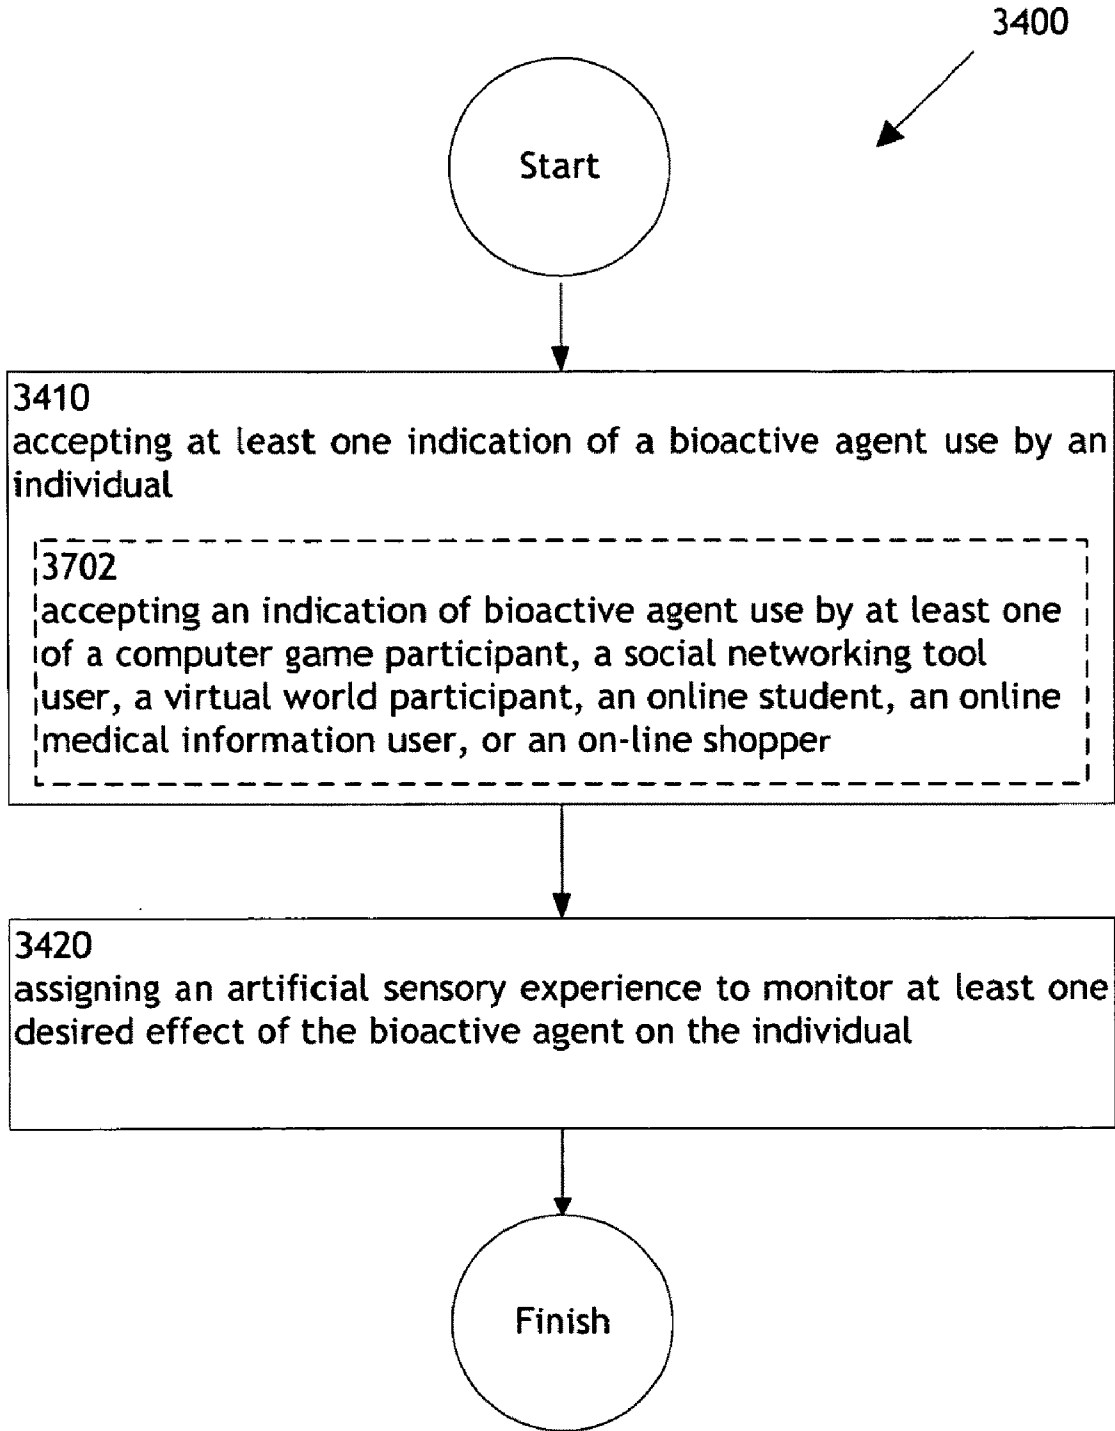 3400
Start
3410
accepting at least one indication of a bioactive agent use by an
individual
3702
accepting an indication of bioactive agent use by at least one
of a computer game participant, a social networking tool
user, a virtual world participant, an online student, an online
medical information user, or an on-line shopper
3420
assigning an artificial sensory experience to monitor at least one
desired effect of the bioactive agent on the individual
Finish